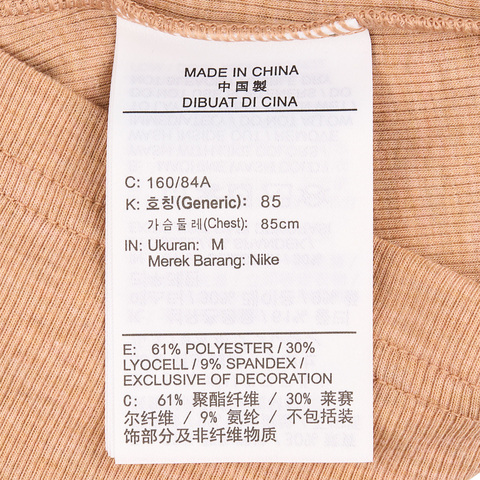 MADE IN CHINA
中國製
DIBUAT DI CINA
C: 160/84A
K: 호칭(Generic): 85
가슴둘레(Chest): 85cm
IN: Ukuran: M
Merek Barang: Nike
E: 61% POLYESTER / 30%
LYOCELL / 9% SPANDEX /
EXCLUSIVE OF DECORATION
C: 61% 聚酯纤维 / 30% 莱赛
尔纤维 / 9% 氨纶 / 不包括装
饰部分及非纤维物质